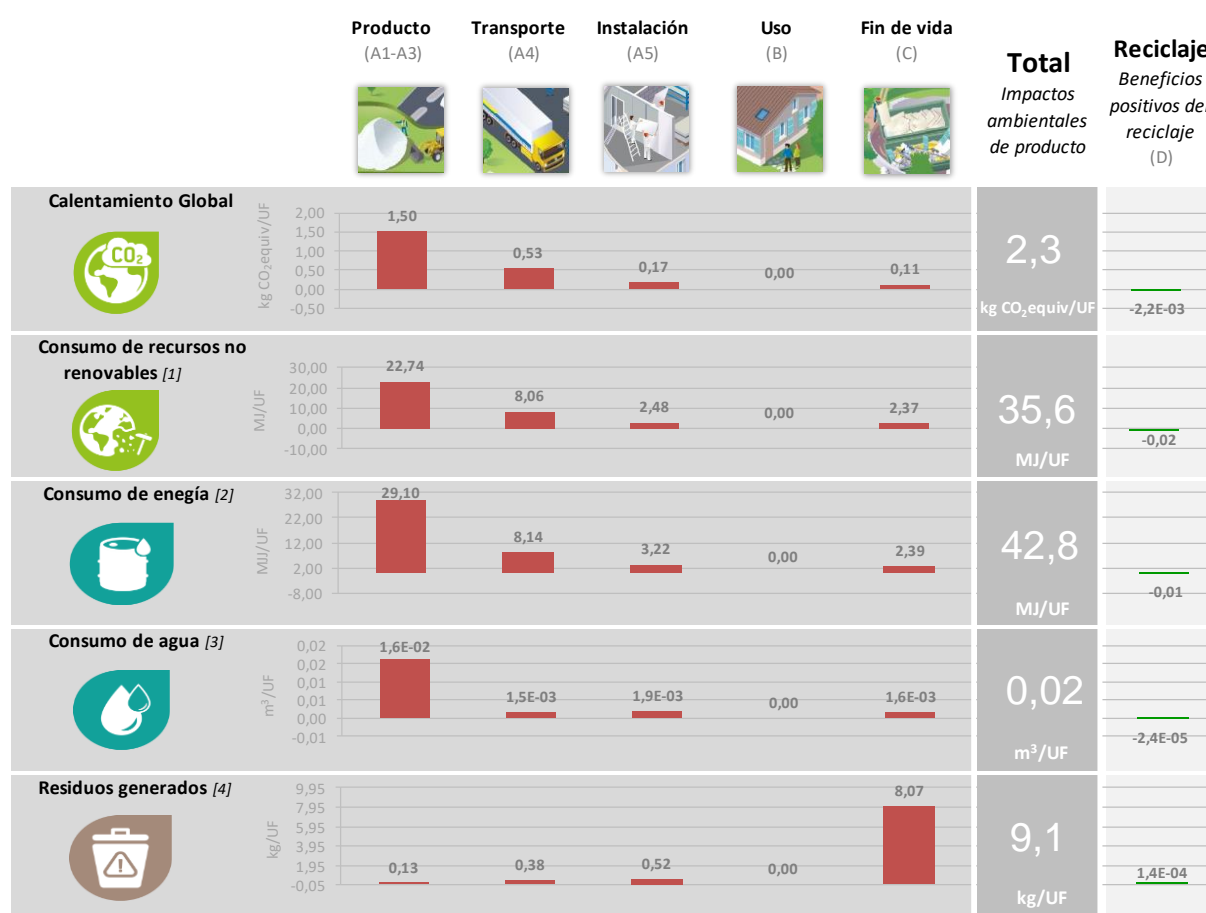 Producto
(A1-A3)
Transporte
(A4)
Instalación
(A5)
Uso
(B)
Fin de vida
(C)
Total
Impactos
ambientales
de producto
Reciclaje
Beneficios
positivos del
reciclaje
(D)
Calentamiento Global
CO2
kg CO2equiv/UF
2,00
1,50
1,00
0,50
0,00
-0,50
1,50
0,53
0,17
0,00
0,11
2,3
kg CO2equiv/UF
-2,2E-03
Consumo de recursos no
renovables [1]
MJ/UF
30,00
20,00
10,00
0,00
-10,00
22,74
8,06
2,48
0,00
2,37
35,6
MJ/UF
-0,02
Consumo de enegía [2]
MJ/UF
32,00
22,00
12,00
2,00
-8,00
29,10
8,14
3,22
0,00
2,39
42,8
MJ/UF
-0,01
Consumo de agua [3]
m3/UF
0,02
0,02
0,01
0,01
0,00
-0,01
1,6E-02
1,5E-03
1,9E-03
0,00
1,6E-03
0,02
m3/UF
-2,4E-05
Residuos generados [4]
kg/UF
9,95
7,95
5,95
3,95
1,95
-0,05
0,13
0,38
0,52
0,00
8,07
9,1
kg/UF
1,4E-04